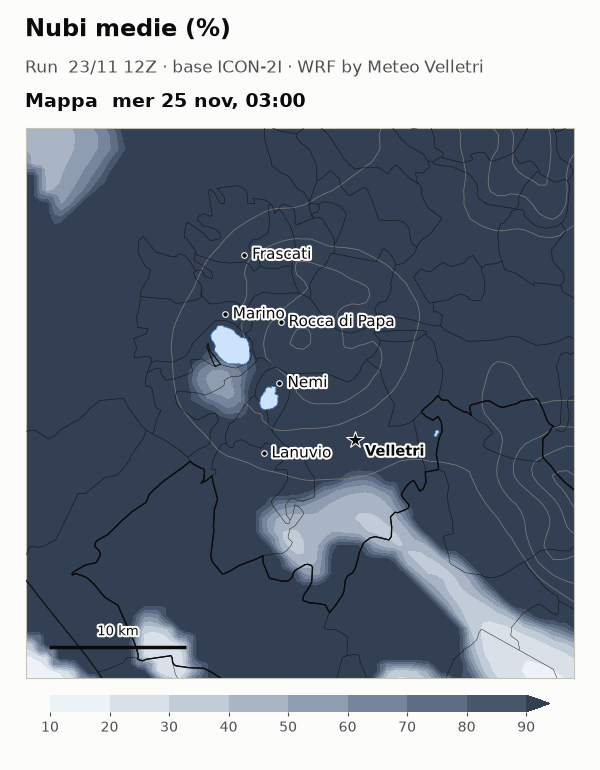 Nubi medie (%)
Run 23/11 12Z · base ICON-2I · WRF by Meteo Velletri
Mappa mer 25 nov, 03:00
Frascati
Marino
Rocca di Papa
Nemi
Velletri
Lanuvio
10 km
10 20 30 40 50 60 70 80 90